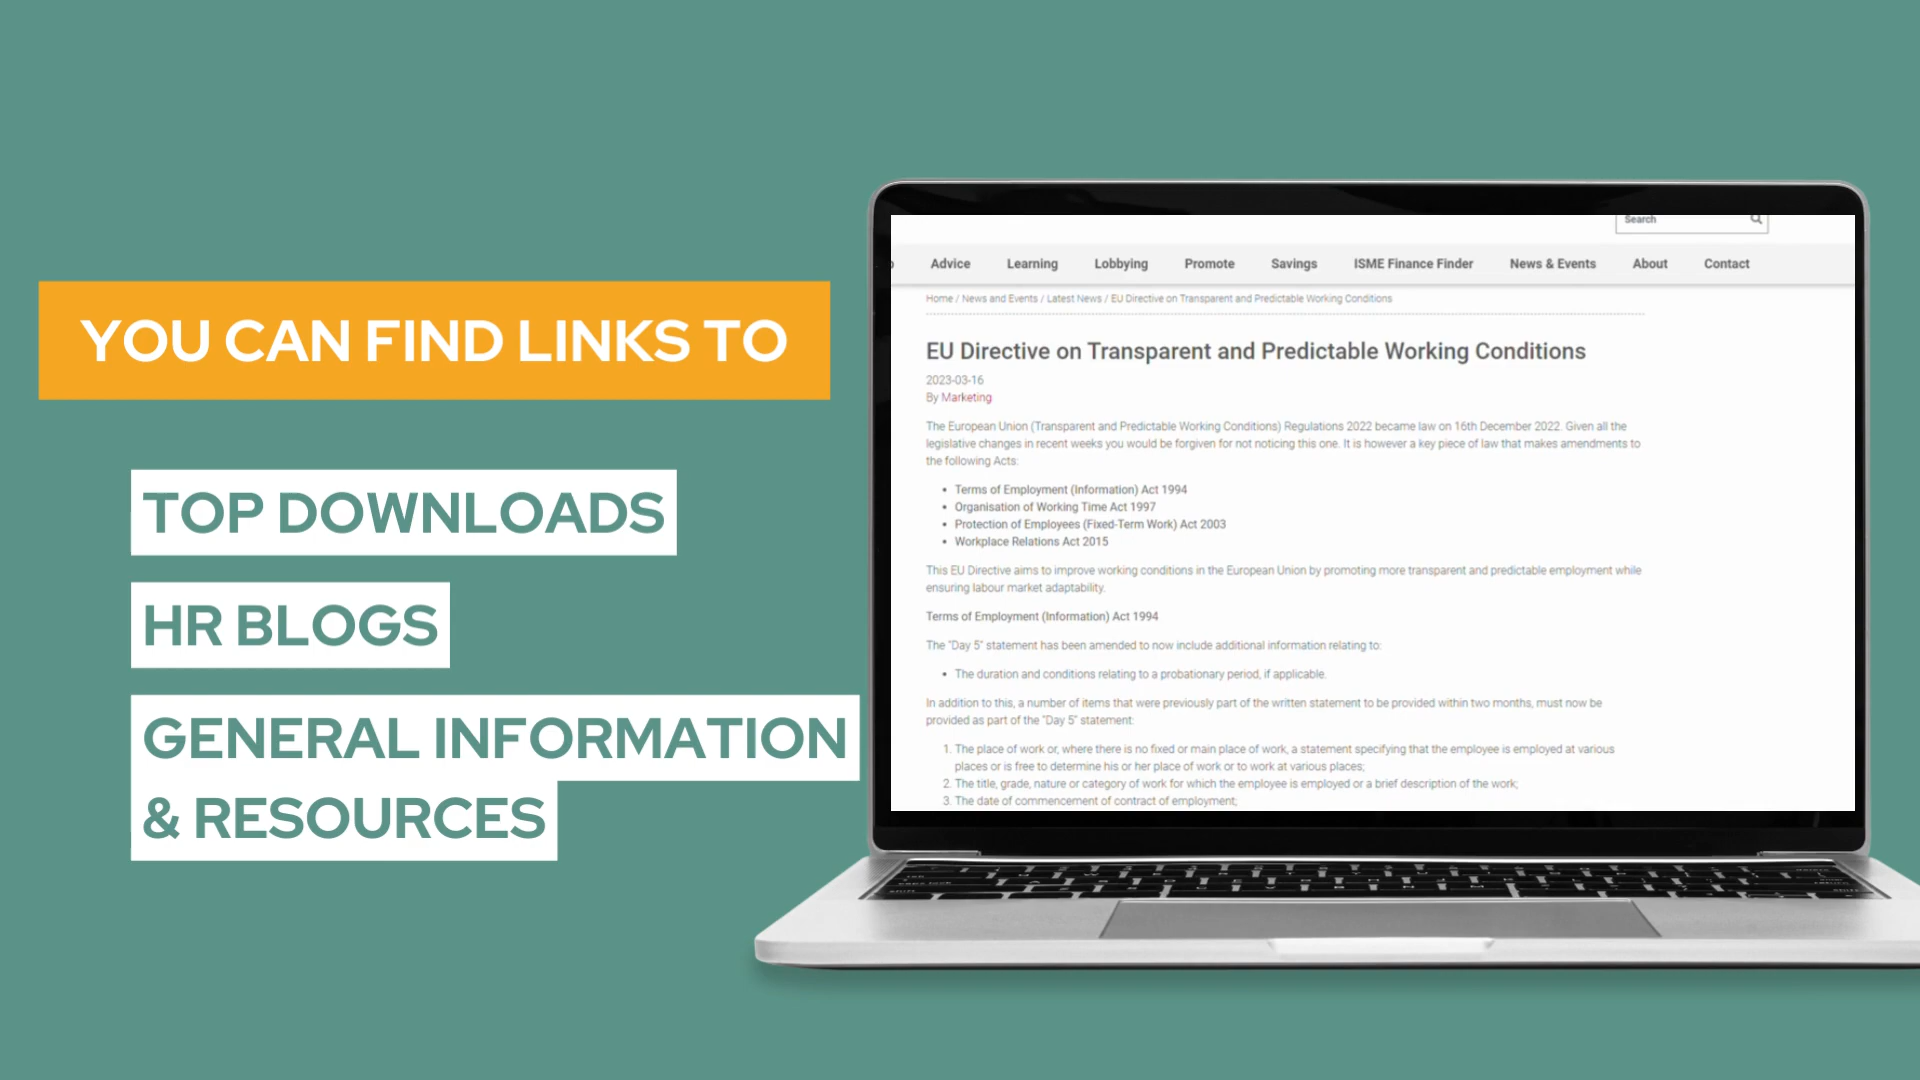 YOU CAN FIND LINKS TO
TOP DOWNLOADS
HR BLOGS
GENERAL INFORMATION
& RESOURCES
Search
Advice Learning Lobbying Promote Savings ISME Finance Finder News & Events About Contact
Home / News and Events / Latest News / EU Directive on Transparent and Predictable Working Conditions
EU Directive on Transparent and Predictable Working Conditions
2023-03-16
By Marketing
The European Union (Transparent and Predictable Working Conditions) Regulations 2022 became law on 16th December 2022. Given all the
legislative changes in recent weeks you would be forgiven for not noticing this one. It is however a key piece of law that makes amendments to
the following Acts:
• Terms of Employment (Information) Act 1994
• Organisation of Working Time Act 1997
• Protection of Employees (Fixed-Term Work) Act 2003
• Workplace Relations Act 2015
This EU Directive aims to improve working conditions in the European Union by promoting more transparent and predictable employment while
ensuring labour market adaptability.
Terms of Employment (Information) Act 1994
The "Day 5" statement has been amended to now include additional information relating to:
• The duration and conditions relating to a probationary period, if applicable.
In addition to this, a number of items that were previously part of the written statement to be provided within two months, must now be
provided as part of the "Day 5" statement:
1. The place of work or, where there is no fixed or main place of work, a statement specifying that the employee is employed at various
places or is free to determine his or her place of work or to work at various places;
2. The title, grade, nature or category of work for which the employee is employed or a brief description of the work;
3. The date of commencement of contract of employment;